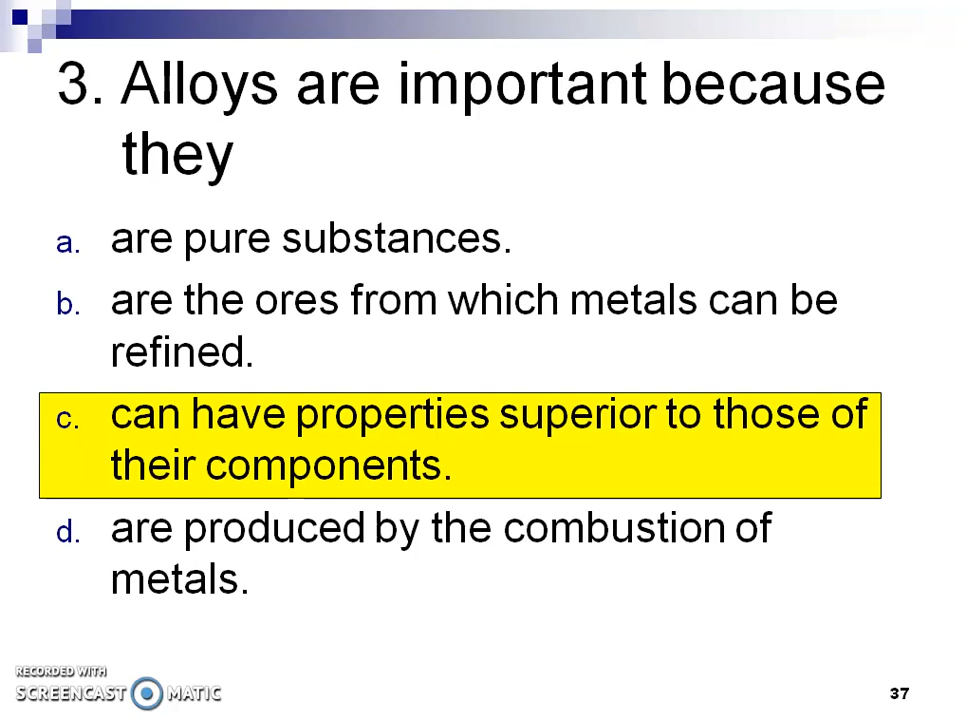 3. Alloys are important because
they
a. are pure substances.
b. are the ores from which metals can be
refined.
c. can have properties superior to those of
their components.
d. are produced by the combustion of
metals.
RECORDED WITH
SCREENCAST MATIC
37